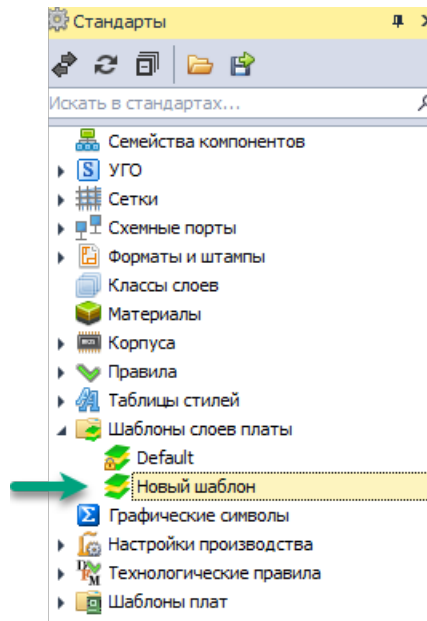 Стандарты
Искать в стандартах...
Семейства компонентов
S УГО
Сетки
Схемные порты
Форматы и штампы
Классы слоев
Материалы
Корпуса
Правила
Таблицы стилей
Шаблоны слоев платы
Default
Новый шаблон
Σ Графические символы
Настройки производства
DFM Технологические правила
Шаблоны плат